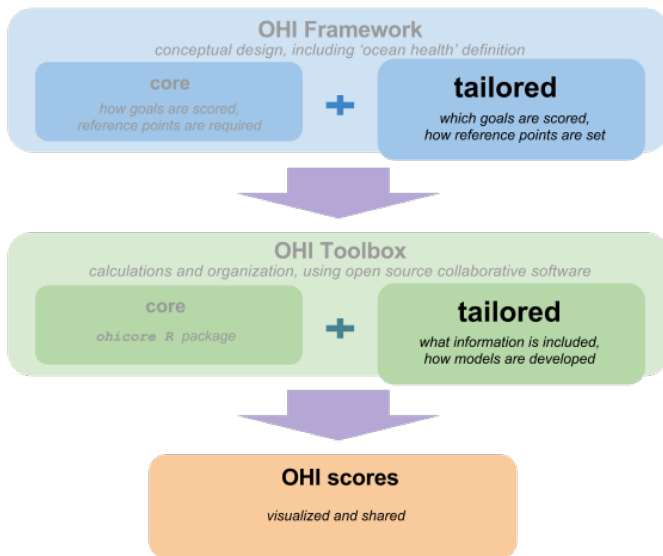 OHI Framework
conceptual design, including ‘ocean health’ definition
core
how goals are scored,
reference points are required
+
tailored
which goals are scored,
how reference points are set
OHI Toolbox
calculations and organization, using open source collaborative software
core
ohicore R package
+
tailored
what information is included,
how models are developed
OHI scores
visualized and shared